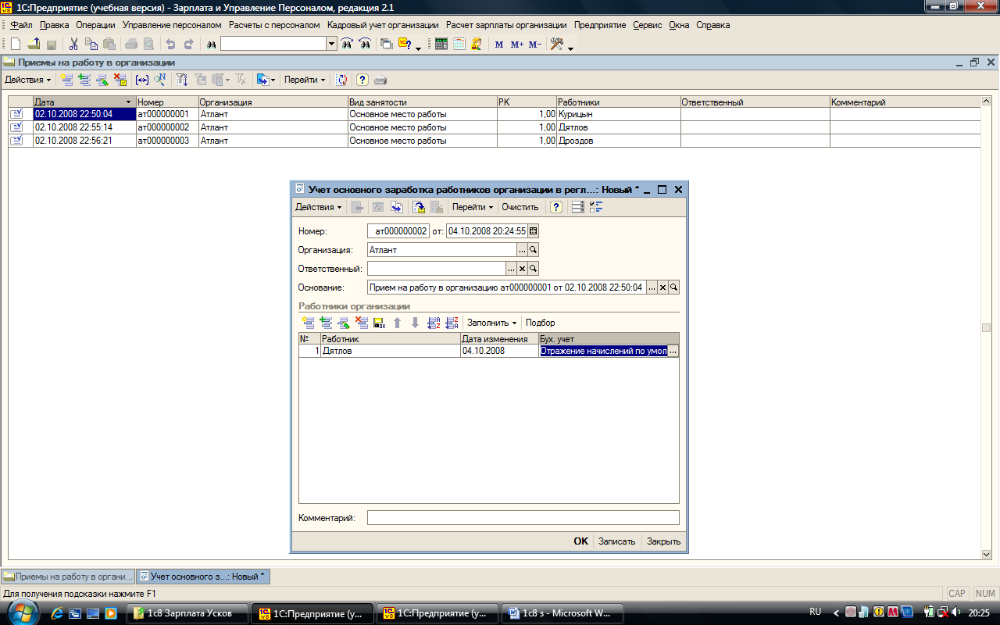 1С:Предприятие (учебная версия) - Зарплата и Управление Персоналом, редакция 2.1
Файл Правка Операции Управление персоналом Расчеты с персоналом Кадровый учет организации Расчет зарплаты организации Предприятие Сервис Окна Справка
M M+ M-
Приемы на работу в организации
Действия Перейти
Дата Номер Организация Вид занятости РК Работники Ответственный Комментарий
02.10.2008 22:50:04 ат000000001 Атлант Основное место работы 1,00 Курицын
02.10.2008 22:55:14 ат000000002 Атлант Основное место работы 1,00 Дятлов
02.10.2008 22:56:21 ат000000003 Атлант Основное место работы 1,00 Дроздов
Учет основного заработка работников организации в регл...: Новый *
Действия Перейти Очистить
Номер: ат000000002 от: 04.10.2008 20:24:55
Организация: Атлант
Ответственный:
Основание: Прием на работу в организацию ат000000001 от 02.10.2008 22:50:04
Работники организации
Заполнить Подбор
№ Работник Дата изменения Бух. учет
1 Дятлов 04.10.2008 Отражение начислений по умол
Комментарий:
OK Записать Закрыть
Приемы на работу в органи... Учет основного з...: Новый *
Для получения подсказки нажмите F1 CAP NUM
1с8 Зарплата Усков 1С:Предприятие (у... 1С:Предприятие (у... 1с8 з - Microsoft W... RU 20:25